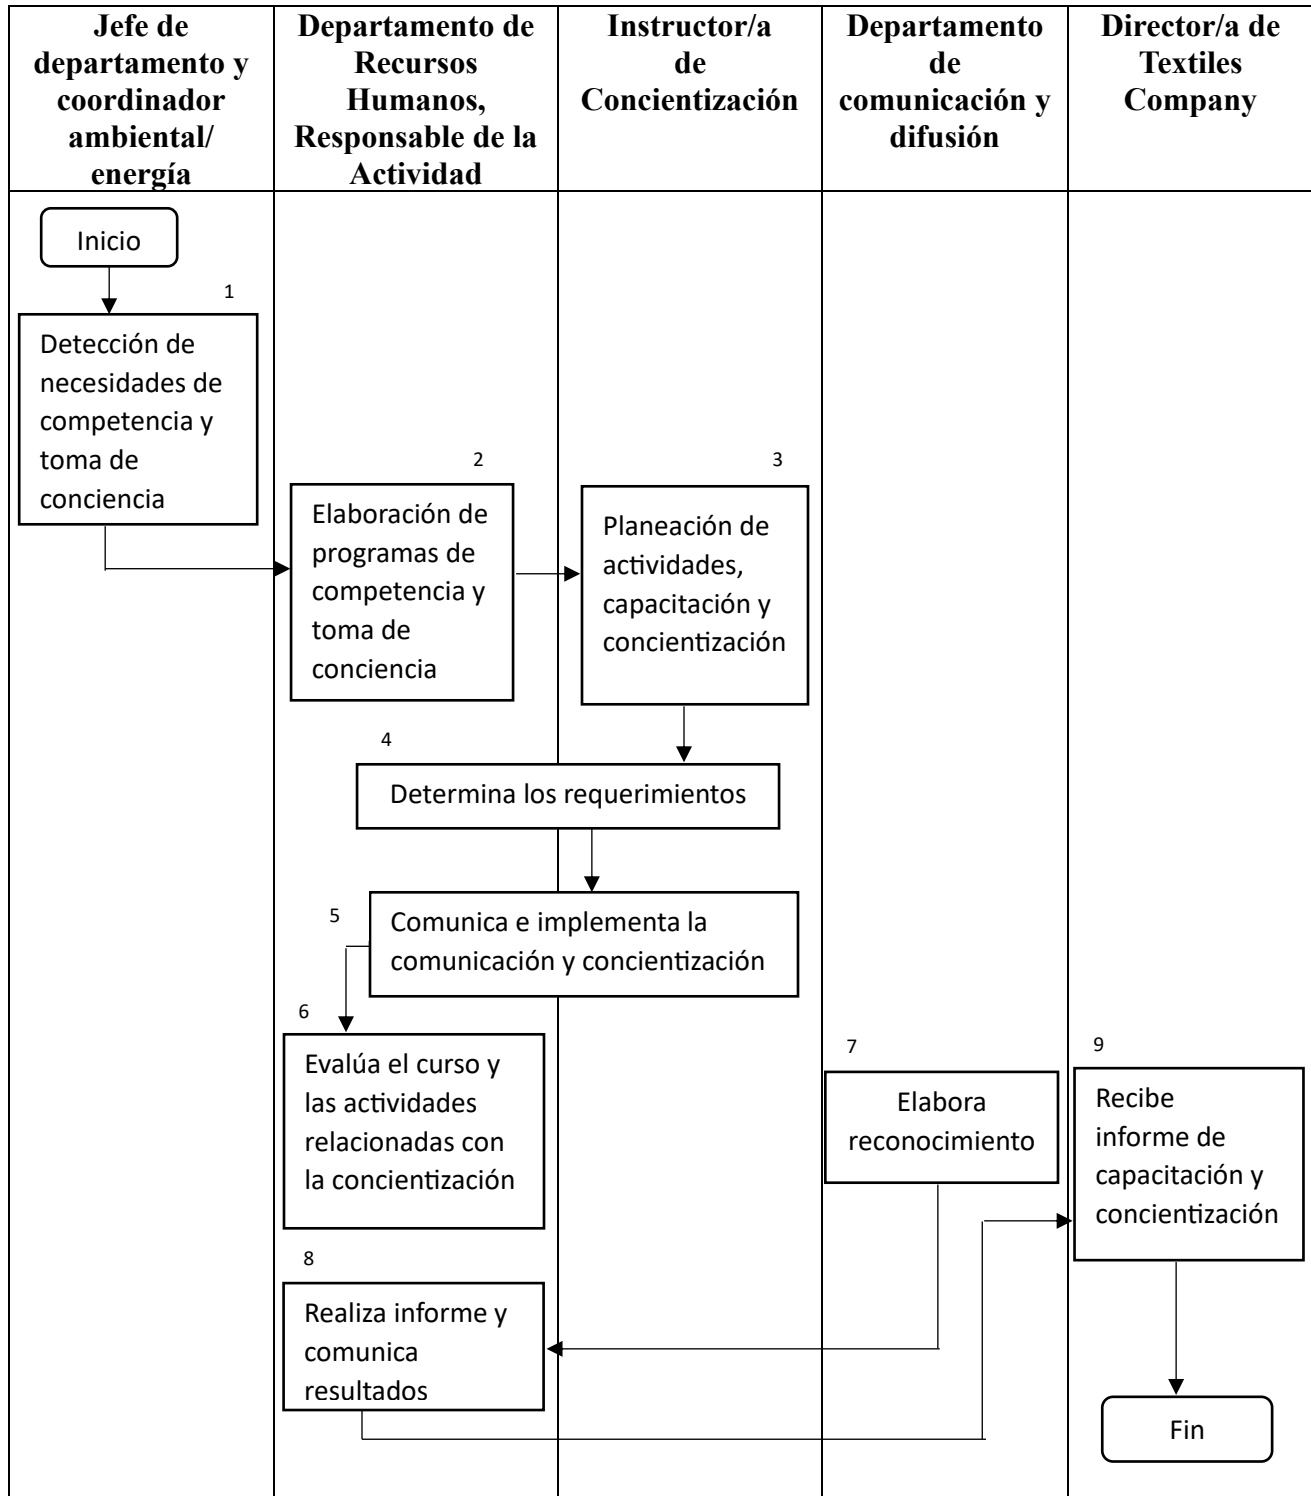 Jefe de
departamento y
coordinador
ambiental/
energía
Departamento de
Recursos
Humanos,
Responsable de la
Actividad
Instructor/a
de
Concientización
Departamento
de
comunicación y
difusión
Director/a de
Textiles
Company
Inicio
1
Detección de
necesidades de
competencia y
toma de
conciencia
2
Elaboración de
programas de
competencia y
toma de
conciencia
3
Planeación de
actividades,
capacitación y
concientización
4
Determina los requerimientos
5
Comunica e implementa la
comunicación y concientización
6
Evalúa el curso y
las actividades
relacionadas con
la concientización
7
Elabora
reconocimiento
8
Realiza informe y
comunica
resultados
9
Recibe
informe de
capacitación y
concientización
Fin